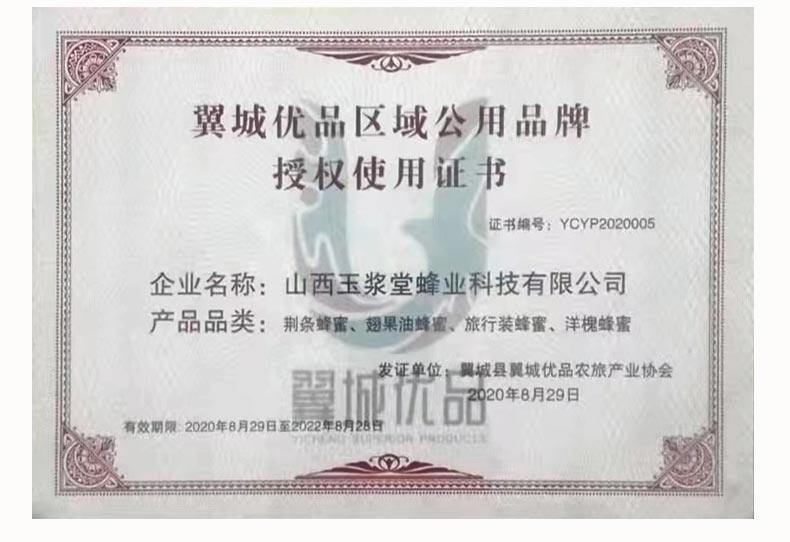 翼城优品区域公用品牌
授权使用证书
证书编号：YCYP2020005
企业名称：山西玉浆堂蜂业科技有限公司
产品品类：荆条蜂蜜、翅果油蜂蜜、旅行装蜂蜜、洋槐蜂蜜
发证单位：翼城县翼城优品农旅产业协会
2020年8月29日
翼城优品
有效期限：2020年8月29日至2022年8月28日
YICHENG SUPERIOR PRODUCTS